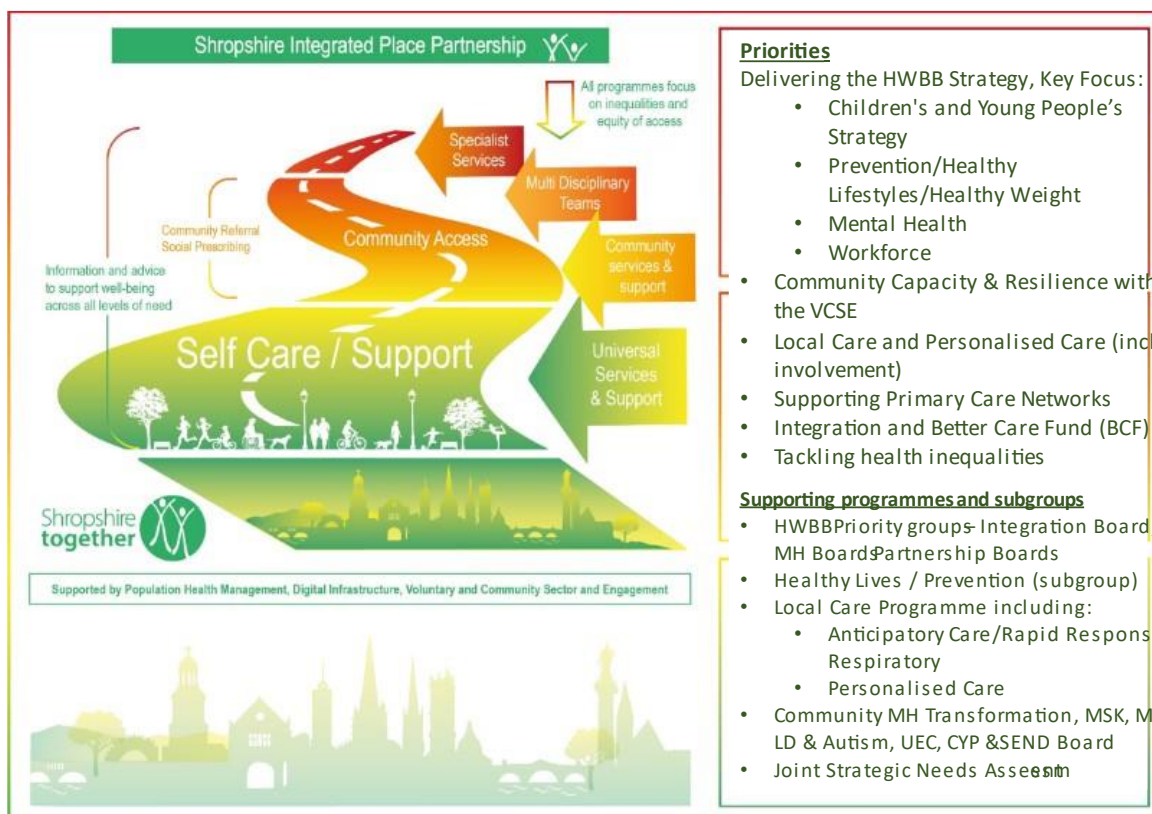 Shropshire Integrated Place Partnership
All programmes focus
on inequalities and
equity of access
Specialist
Services
Multi Disciplinary
Teams
Community Referral
Social Prescribing
Community Access
Community
services &
support
Information and advice
to support well-being
across all levels of need
Self Care / Support
Universal
Services
& Support
Shropshire
together
Supported by Population Health Management, Digital Infrastructure, Voluntary and Community Sector and Engagement
Priorities
Delivering the HWBB Strategy, Key Focus:
• Children's and Young People’s
Strategy
• Prevention/Healthy
Lifestyles/Healthy Weight
• Mental Health
• Workforce
• Community Capacity & Resilience with
the VCSE
• Local Care and Personalised Care (incl
involvement)
• Supporting Primary Care Networks
• Integration and Better Care Fund (BCF)
• Tackling health inequalities
Supporting programmes and subgroups
• HWBB Priority groups – Integration Board
MH Boards Partnership Boards
• Healthy Lives / Prevention (subgroup)
• Local Care Programme including:
• Anticipatory Care/Rapid Respons
Respiratory
• Personalised Care
• Community MH Transformation, MSK, M
LD & Autism, UEC, CYP & SEND Board
• Joint Strategic Needs